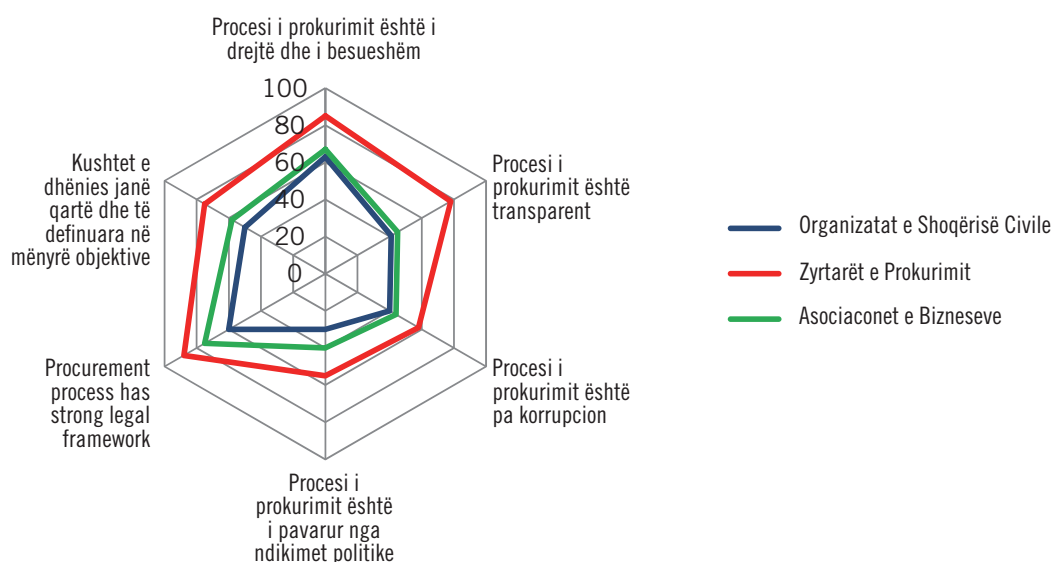 Procesi i prokurimit është i
drejtë dhe i besueshëm
100
80
60
40
20
0
Procesi i
prokurimit është
transparent
Procesi i
prokurimit është
pa korrupcion
Procesi i
prokurimit është
i pavarur nga
ndikimet politike
Procurement
process has
strong legal
framework
Kushtet e
dhënies janë
qartë dhe të
definuara në
mënyrë objektive
Organizatat e Shoqërisë Civile
Zyrtarët e Prokurimit
Asociaconet e Bizneseve